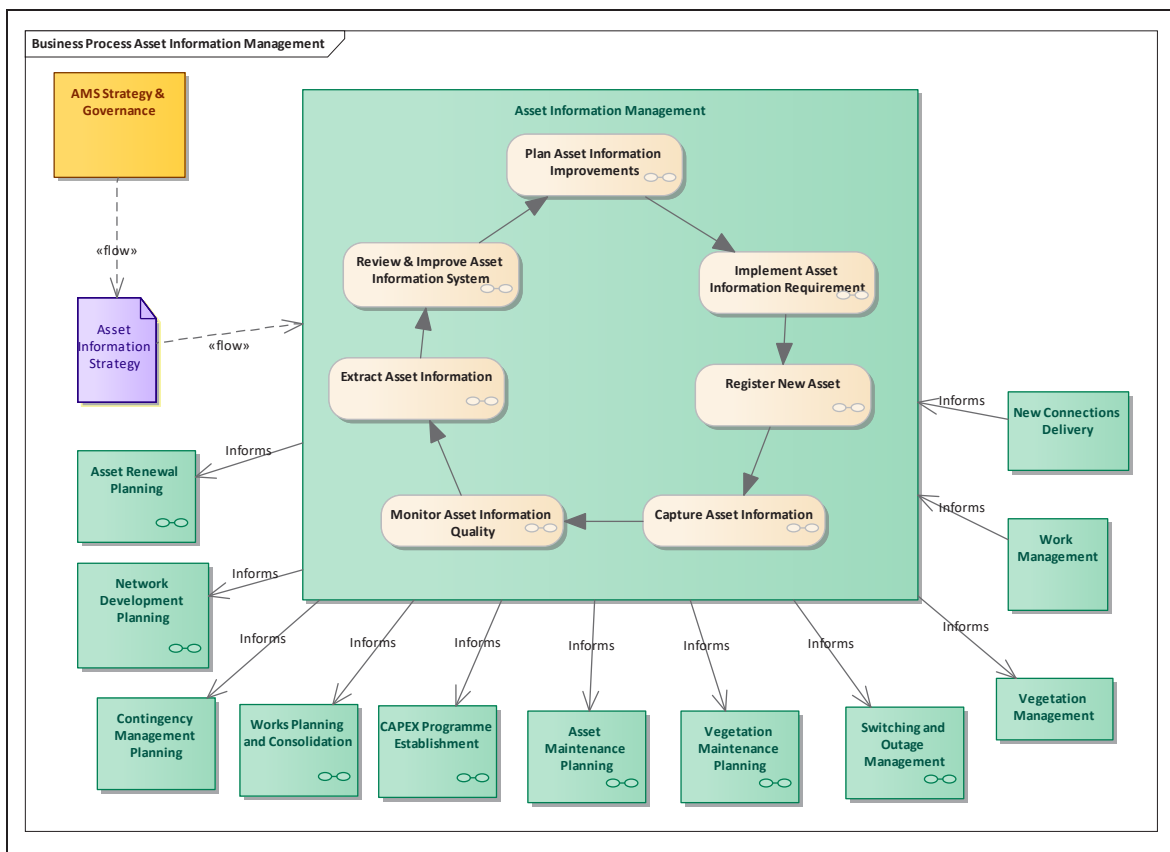 Business Process Asset Information Management
AMS Strategy &
Governance
«flow»
Asset
Information
Strategy
«flow»
Asset Information Management
Plan Asset Information
Improvements
Review & Improve Asset
Information System
Implement Asset
Information Requirement
Extract Asset Information
Register New Asset
Monitor Asset Information
Quality
Capture Asset Information
Informs
New Connections
Delivery
Informs
Work
Management
Informs
Asset Renewal
Planning
Informs
Network
Development
Planning
Informs
Informs
Informs
Informs
Informs
Informs
Informs
Contingency
Management
Planning
Works Planning
and Consolidation
CAPEX Programme
Establishment
Asset
Maintenance
Planning
Vegetation
Maintenance
Planning
Switching and
Outage
Management
Vegetation
Management